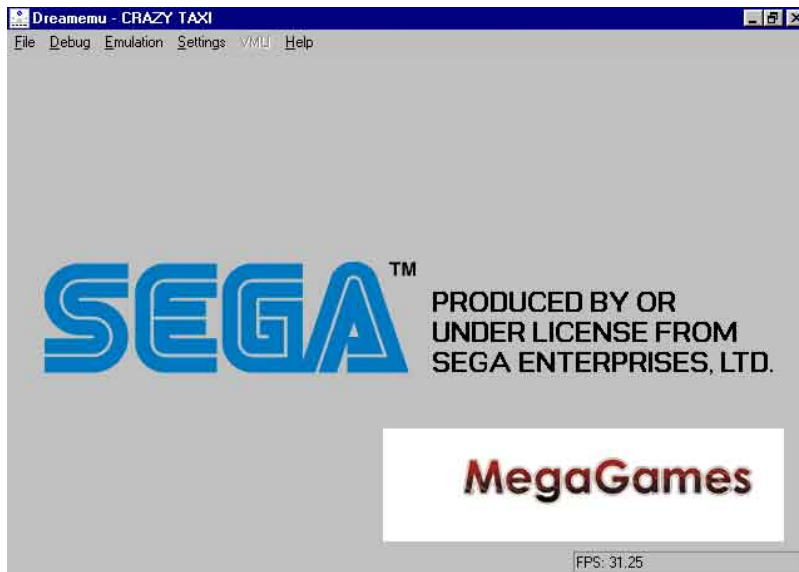 Dreamemu - CRAZY TAXI
File Debug Emulation Settings VMU Help
SEGA™
PRODUCED BY OR
UNDER LICENSE FROM
SEGA ENTERPRISES, LTD.
MegaGames
FPS: 31.25